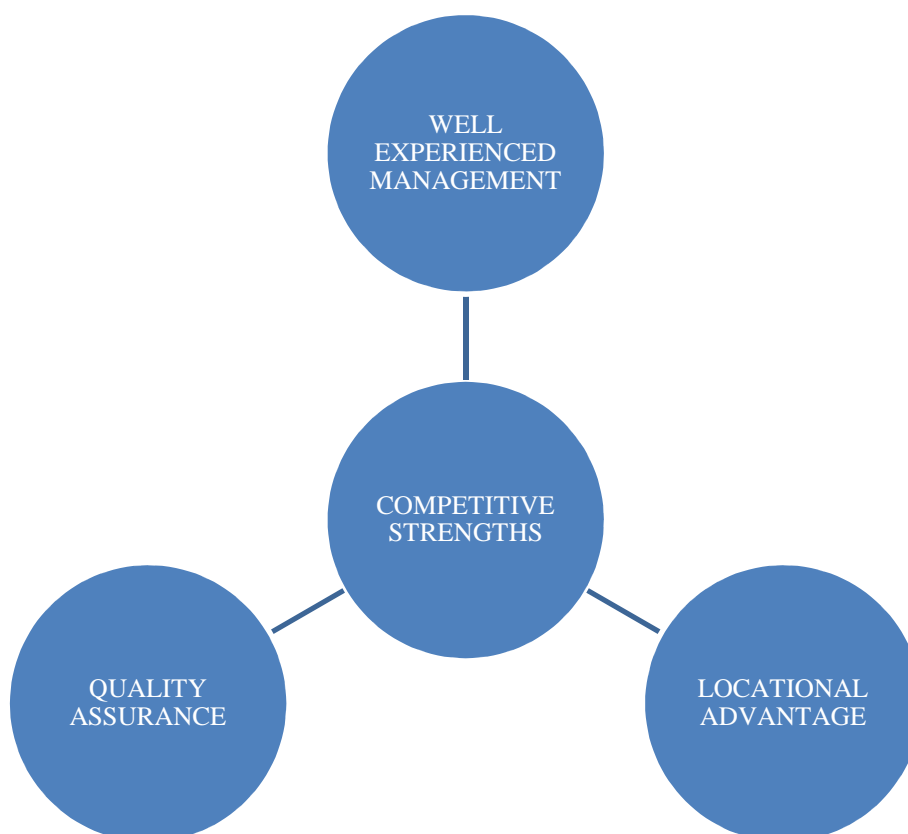 WELL
EXPERIENCED
MANAGEMENT
COMPETITIVE
STRENGTHS
QUALITY
ASSURANCE
LOCATIONAL
ADVANTAGE